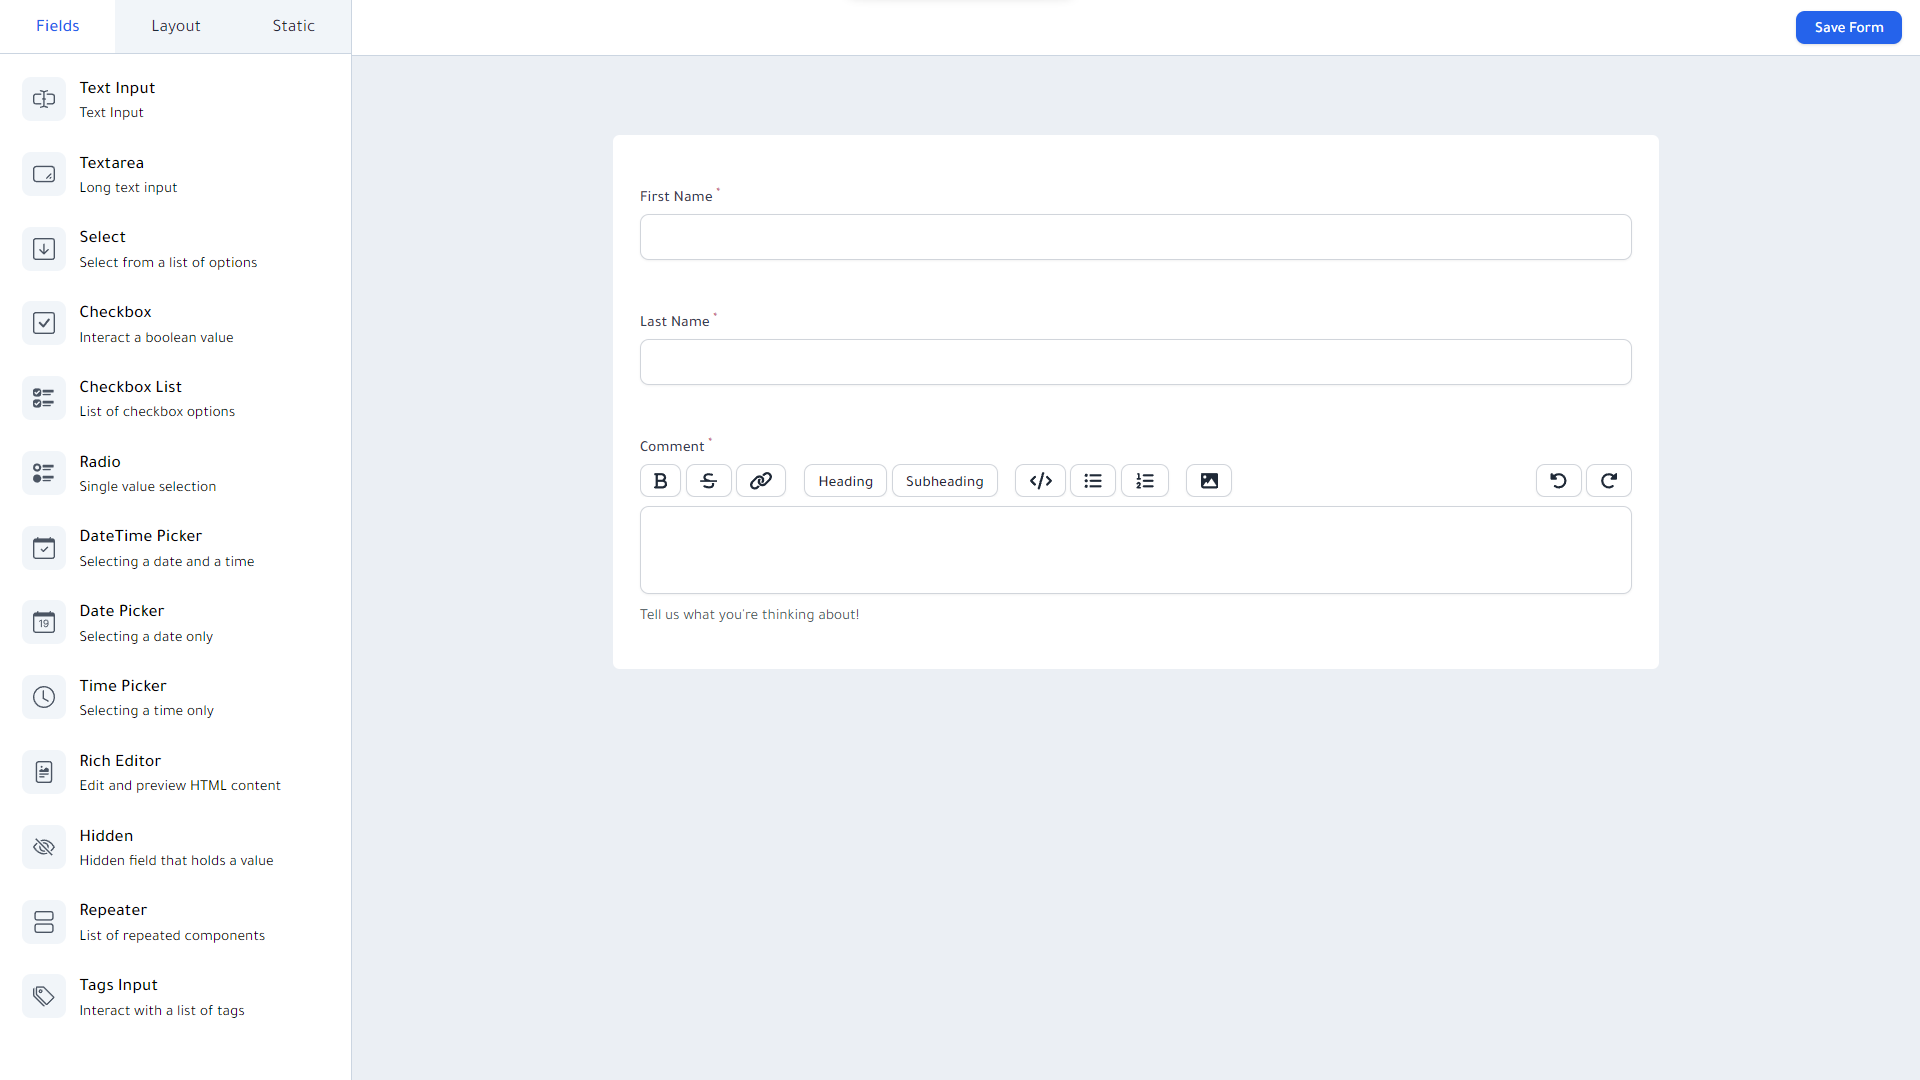 Fields
Layout
Static
Save Form
Text Input
Text Input
Textarea
Long text input
Select
Select from a list of options
Checkbox
Interact a boolean value
Checkbox List
List of checkbox options
Radio
Single value selection
DateTime Picker
Selecting a date and a time
Date Picker
19
Selecting a date only
Time Picker
Selecting a time only
Rich Editor
Edit and preview HTML content
Hidden
Hidden field that holds a value
Repeater
List of repeated components
Tags Input
Interact with a list of tags
First Name *
Last Name *
Comment *
Heading
Subheading
Tell us what you're thinking about!